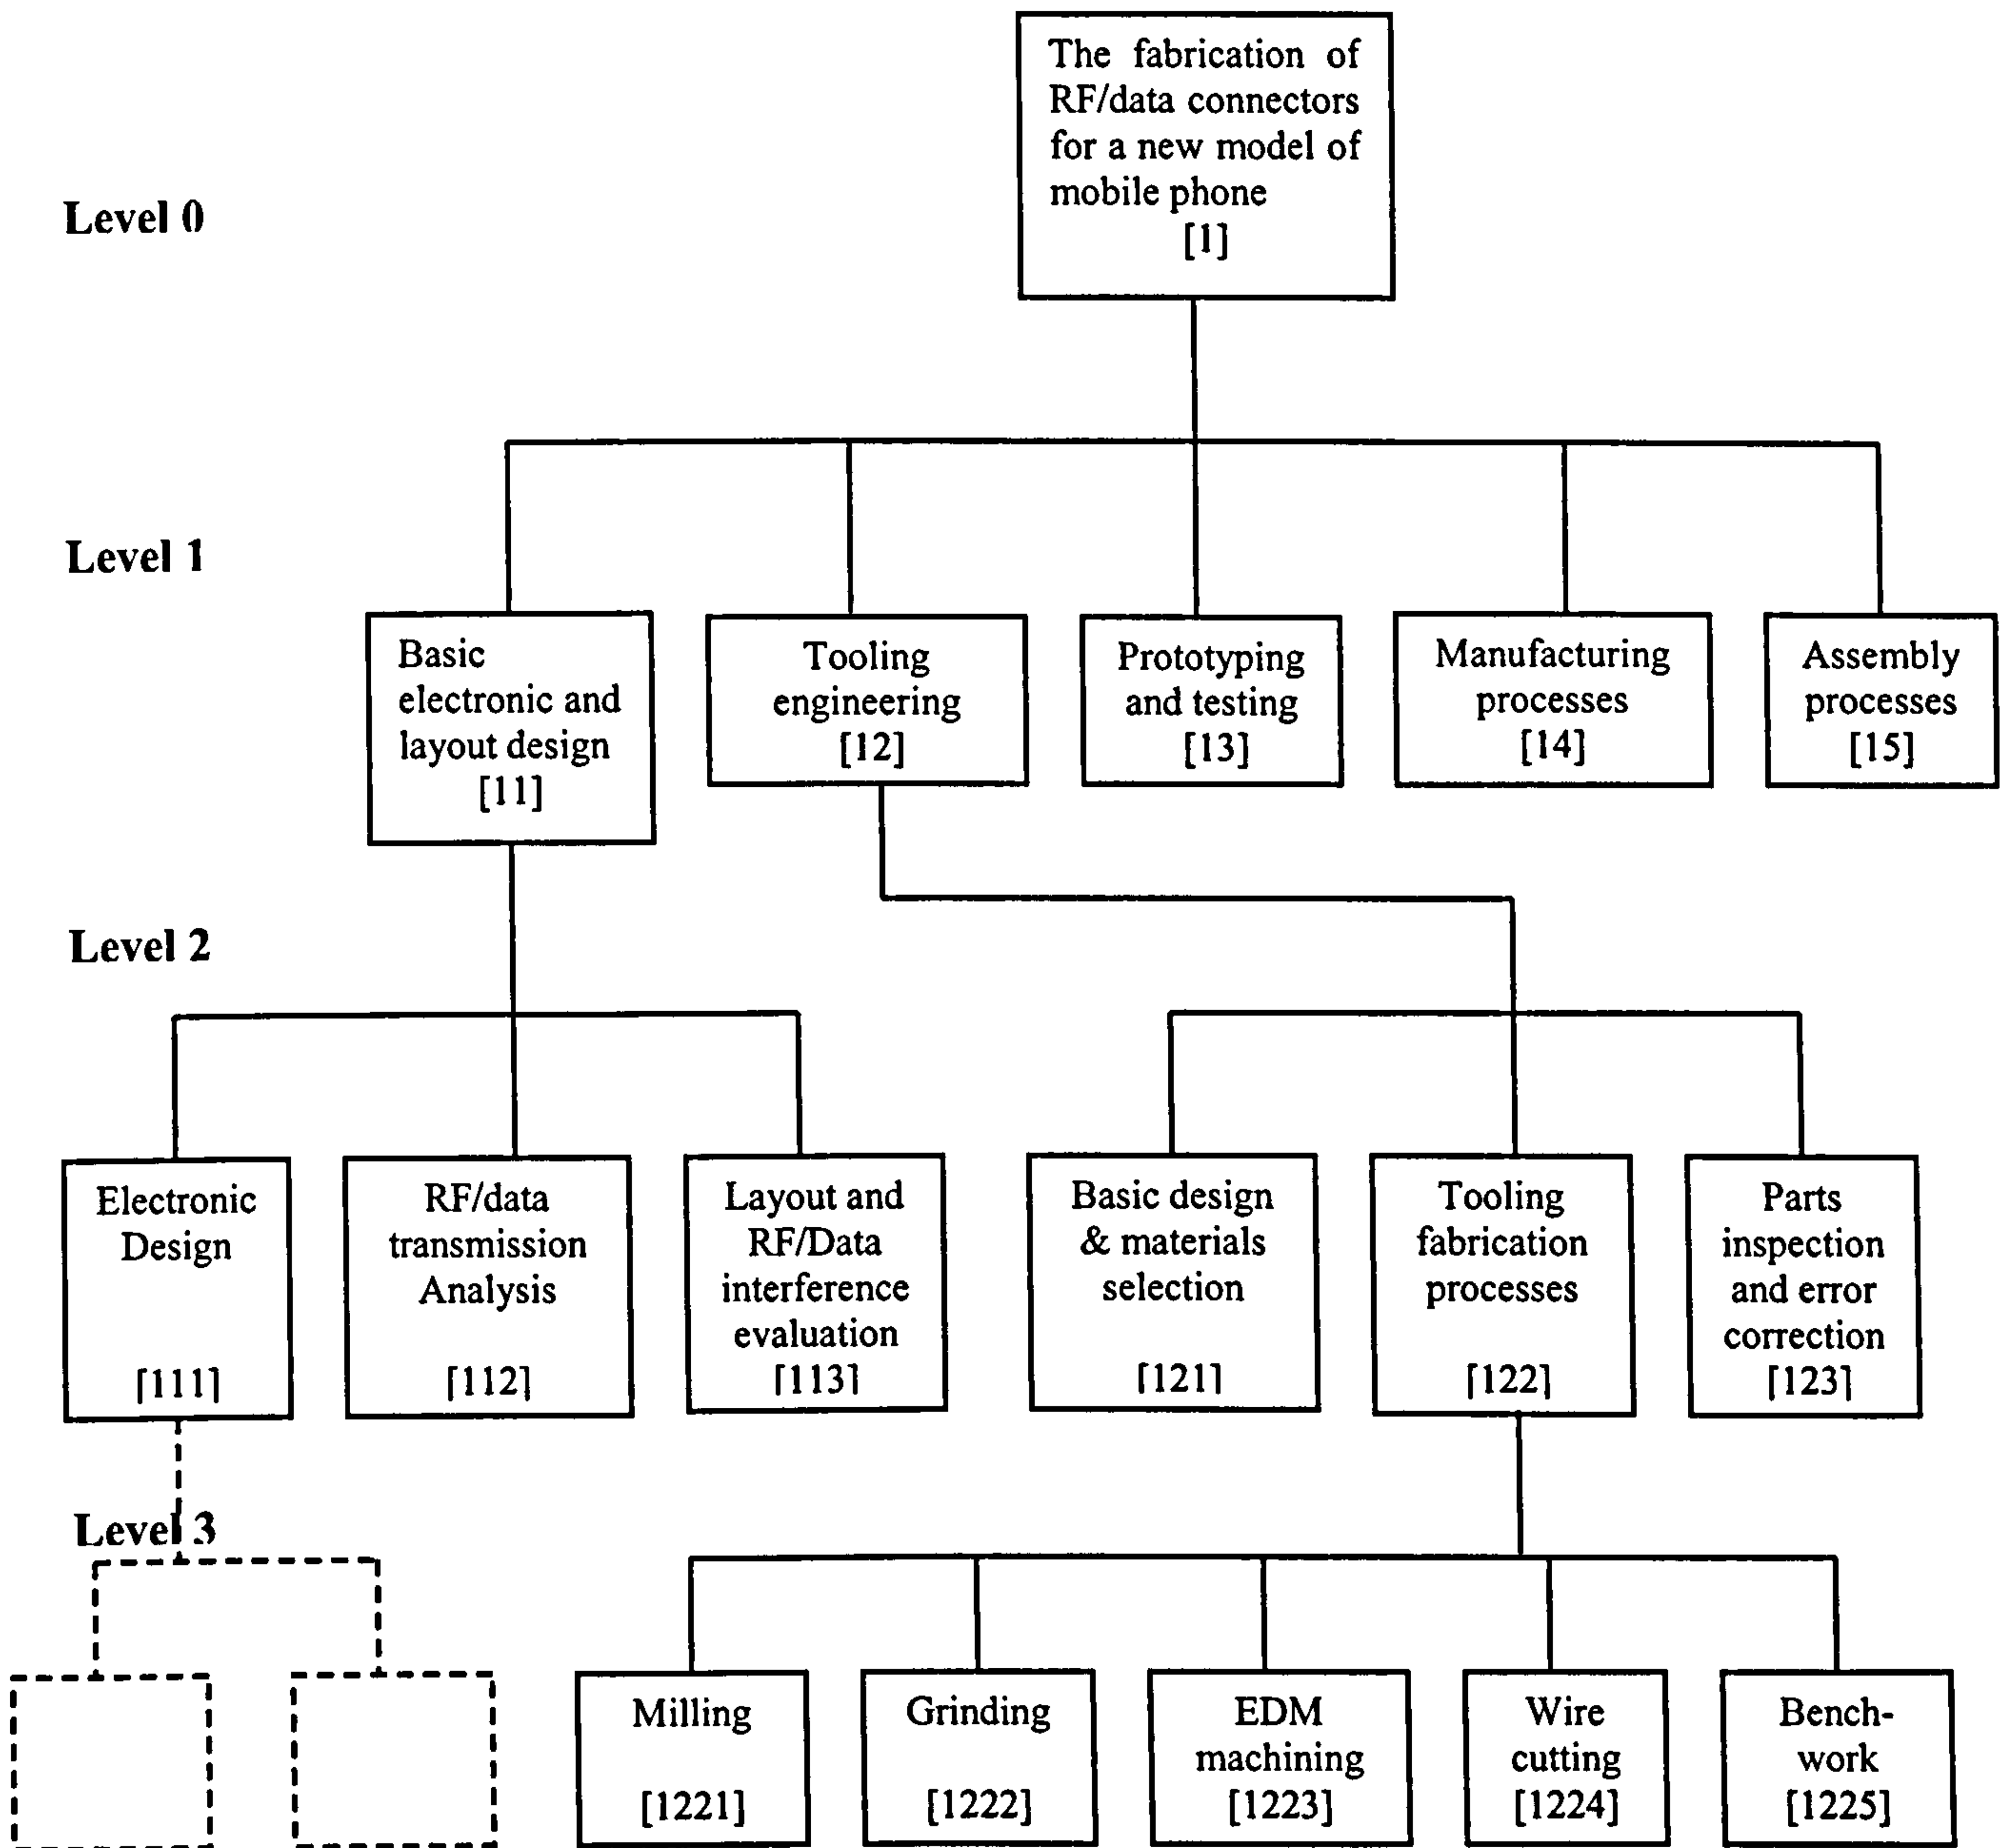 The fabrication of
RF/data connectors
for a new model of
mobile phone
[1]
Level 0
Level 1
Basic
electronic and
layout design
[11]
Tooling
engineering
[12]
Prototyping
and testing
[13]
Manufacturing
processes
[14]
Assembly
processes
[15]
Level 2
Electronic
Design
[111]
RF/data
transmission
Analysis
[112]
Layout and
RF/Data
interference
evaluation
[113]
Basic design
& materials
selection
[121]
Tooling
fabrication
processes
[122]
Parts
inspection
and error
correction
[123]
Level 3
Milling
[1221]
Grinding
[1222]
EDM
machining
[1223]
Wire
cutting
[1224]
Bench-
work
[1225]